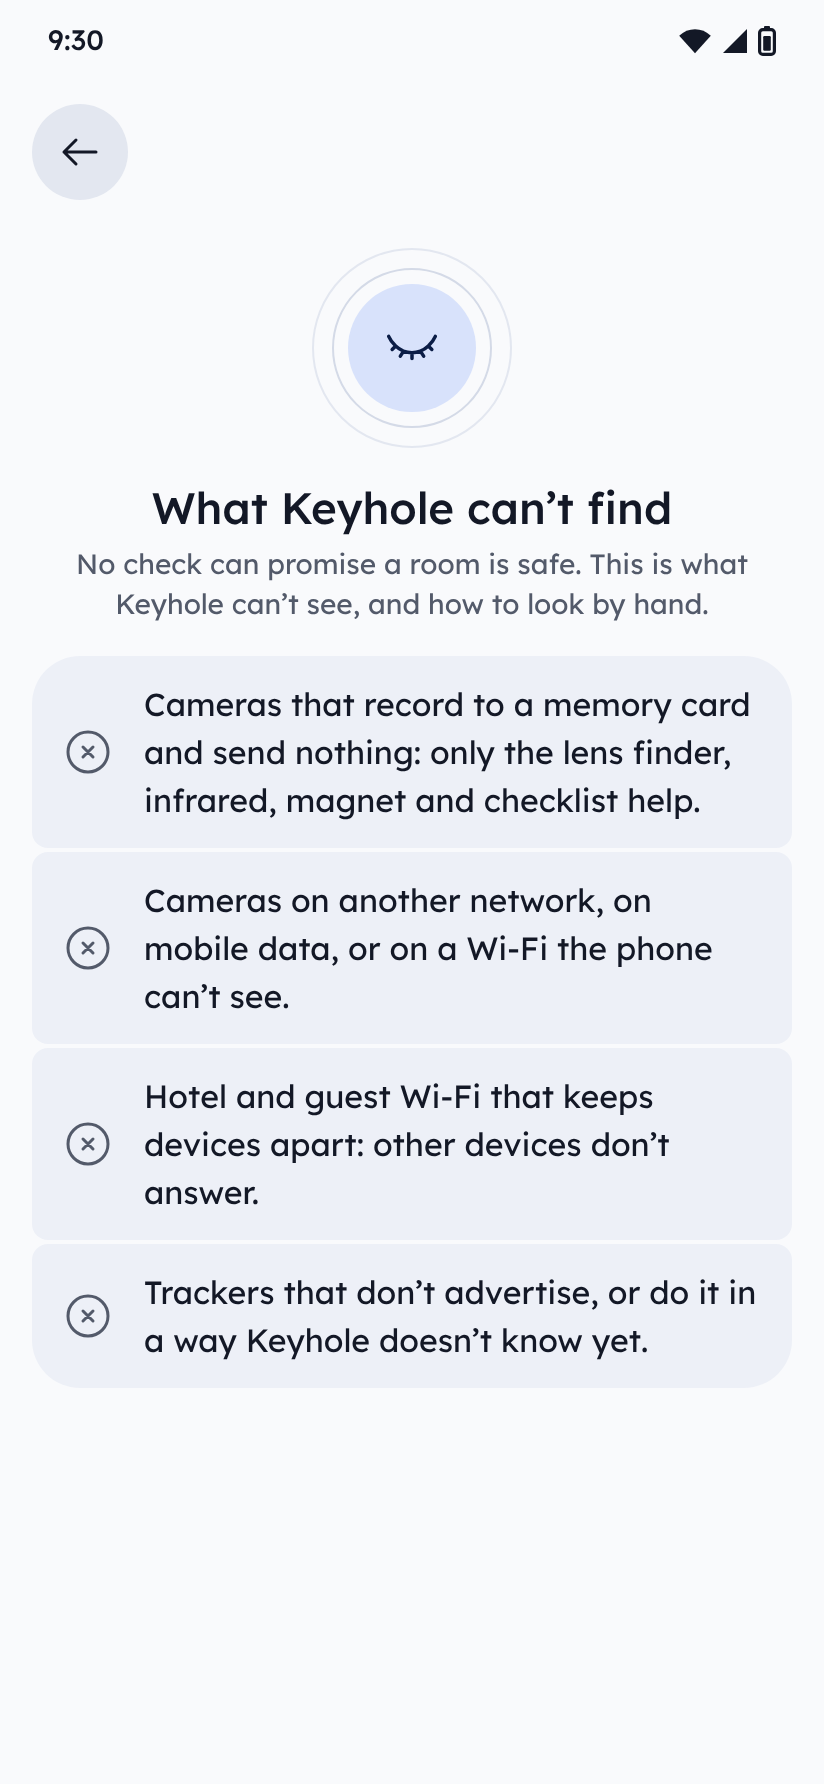 9:30
What Keyhole can’t find
No check can promise a room is safe. This is what
Keyhole can’t see, and how to look by hand.
Cameras that record to a memory card
and send nothing: only the lens finder,
infrared, magnet and checklist help.
Cameras on another network, on
mobile data, or on a Wi-Fi the phone
can’t see.
Hotel and guest Wi-Fi that keeps
devices apart: other devices don’t
answer.
Trackers that don’t advertise, or do it in
a way Keyhole doesn’t know yet.